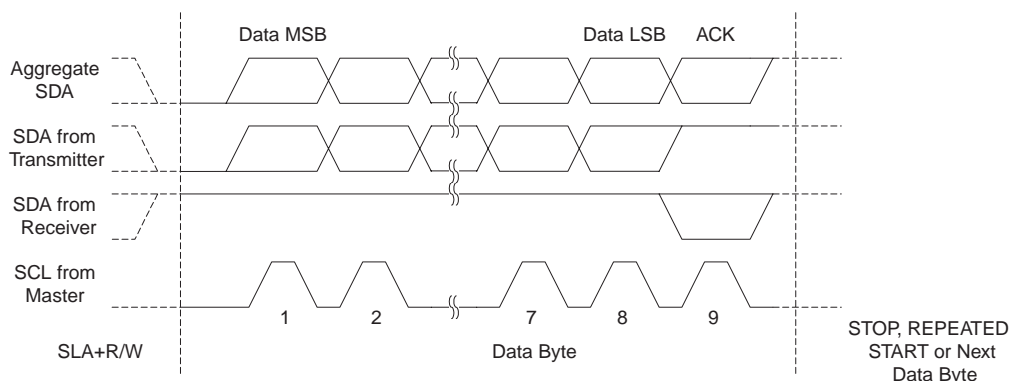 Data MSB Data LSB ACK
Aggregate
SDA
SDA from
Transmitter
SDA from
Receiver
SCL from
Master
1 2 7 8 9
SLA+R/W Data Byte
STOP, REPEATED
START or Next
Data Byte